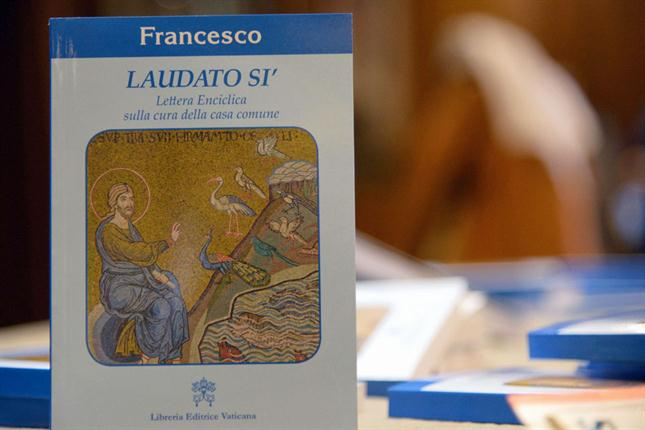 Francesco
LAUDATO SI’
Lettera Enciclica
sulla cura della casa comune
Libreria Editrice Vaticana